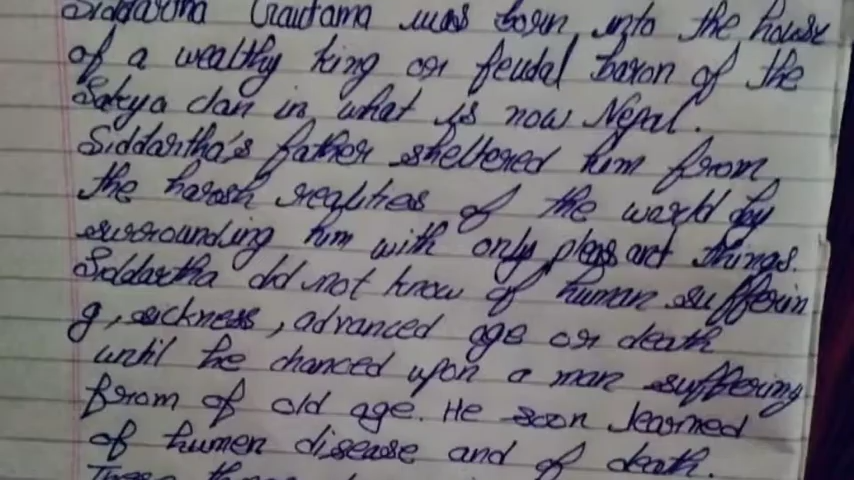 Siddartha Gautama was born into the house
of a wealthy king or feudal baron of the
Sakya clan in what is now Nepal.
Siddartha's father sheltered him from
the harsh realities of the world by
surrounding him with only pleasant things.
Siddartha did not know of human sufferin
g, sickness, advanced age or death
until he chanced upon a man suffering
from of old age. He soon learned
of human disease and of death.